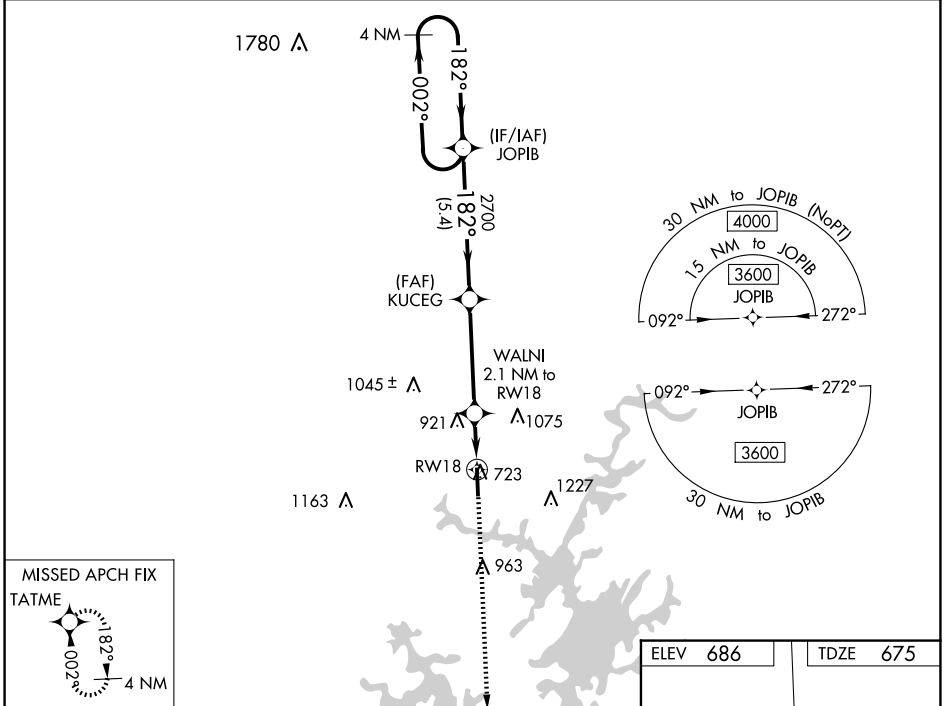 1780
4 NM
182°
002°
(IF/IAF)
JOPIB
2700
182°
(5.4)
(FAF)
KUCEG
WALNI
2.1 NM to
RW18
1045 ±
921
1075
RW18
723
1163
1227
963
30 NM to JOPIB (NoPT)
4000
15 NM to JOPIB
3600
JOPIB
092°
272°
092°
272°
JOPIB
3600
30 NM to JOPIB
MISSED APCH FIX
TATME
182°
002°
4 NM
ELEV 686
TDZE 675